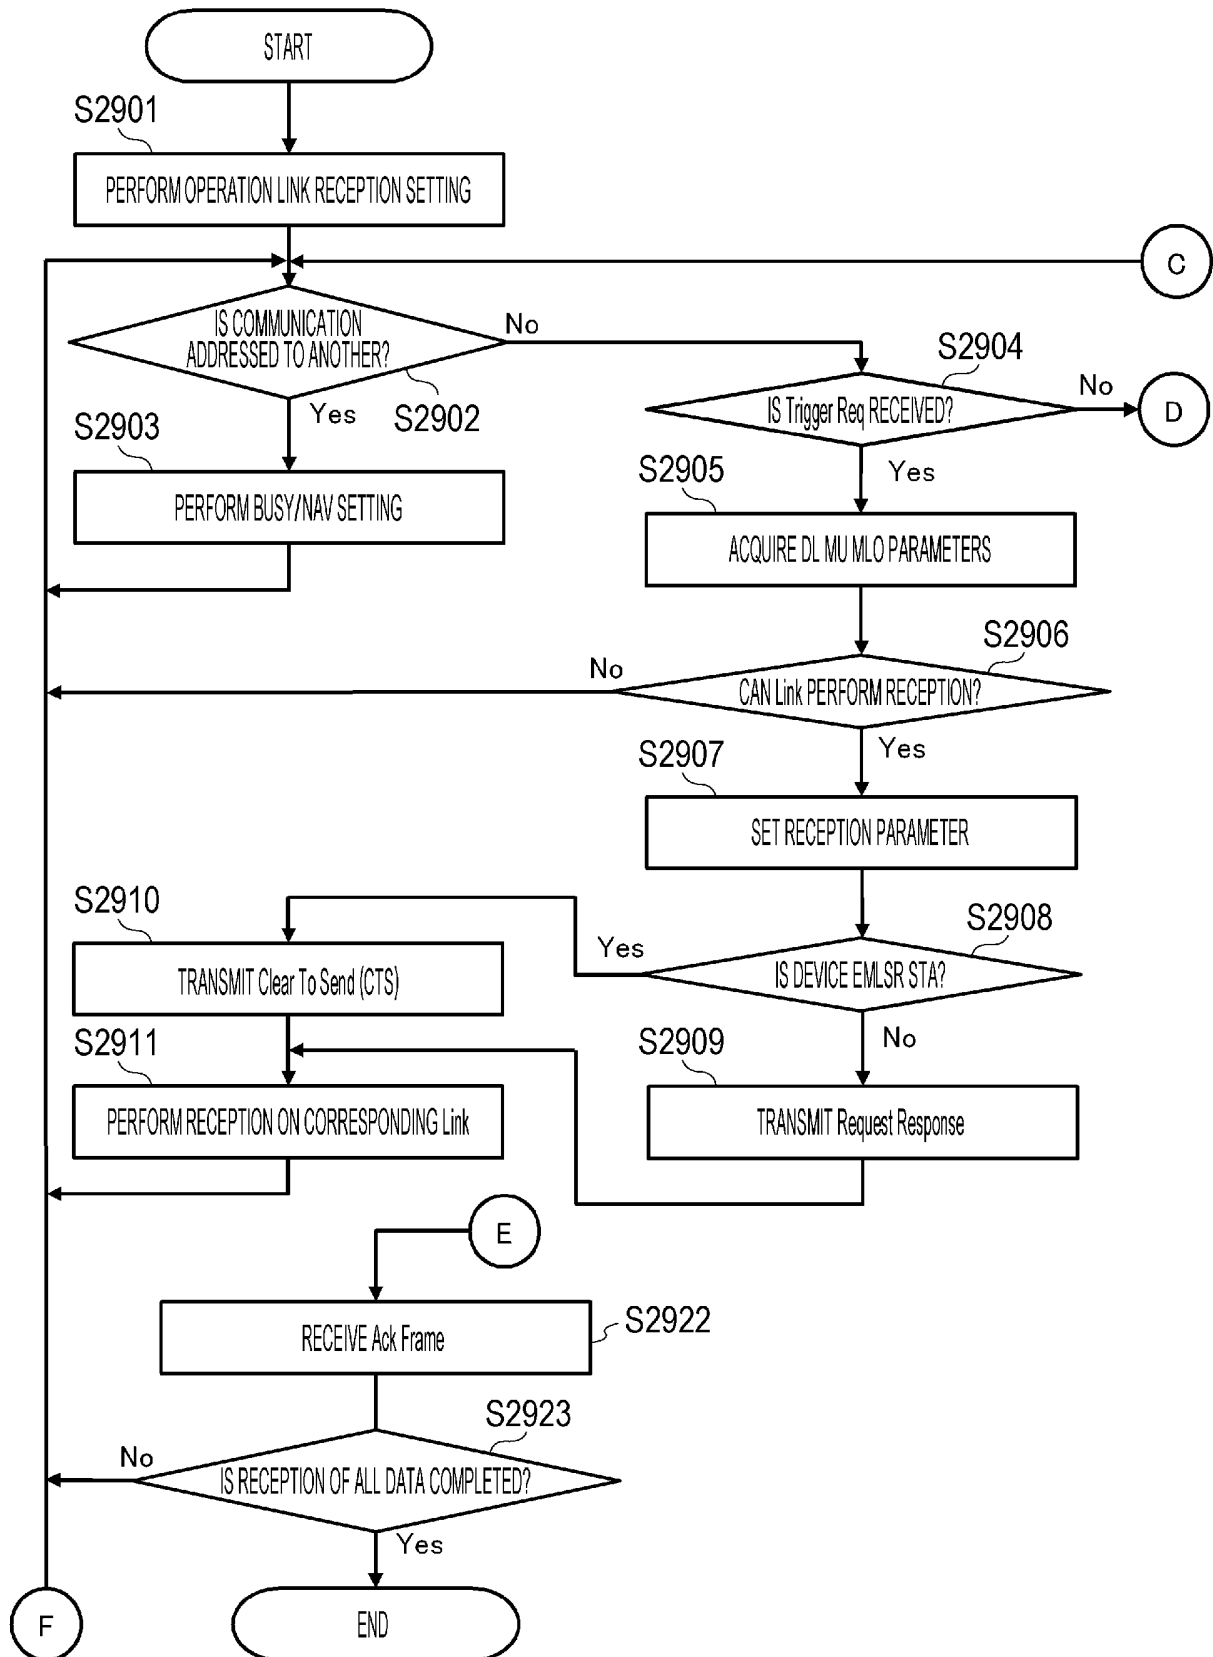 START
S2901
PERFORM OPERATION LINK RECEPTION SETTING
C
IS COMMUNICATION
ADDRESSED TO ANOTHER?
No
S2902
Yes
S2903
PERFORM BUSY/NAV SETTING
S2904
IS Trigger Req RECEIVED?
No
D
Yes
S2905
ACQUIRE DL MU MLO PARAMETERS
S2906
No
CAN Link PERFORM RECEPTION?
Yes
S2907
SET RECEPTION PARAMETER
S2908
Yes
IS DEVICE EMLSR STA?
No
S2910
TRANSMIT Clear To Send (CTS)
S2909
TRANSMIT Request Response
S2911
PERFORM RECEPTION ON CORRESPONDING Link
E
RECEIVE Ack Frame
S2922
S2923
No
IS RECEPTION OF ALL DATA COMPLETED?
Yes
F
END